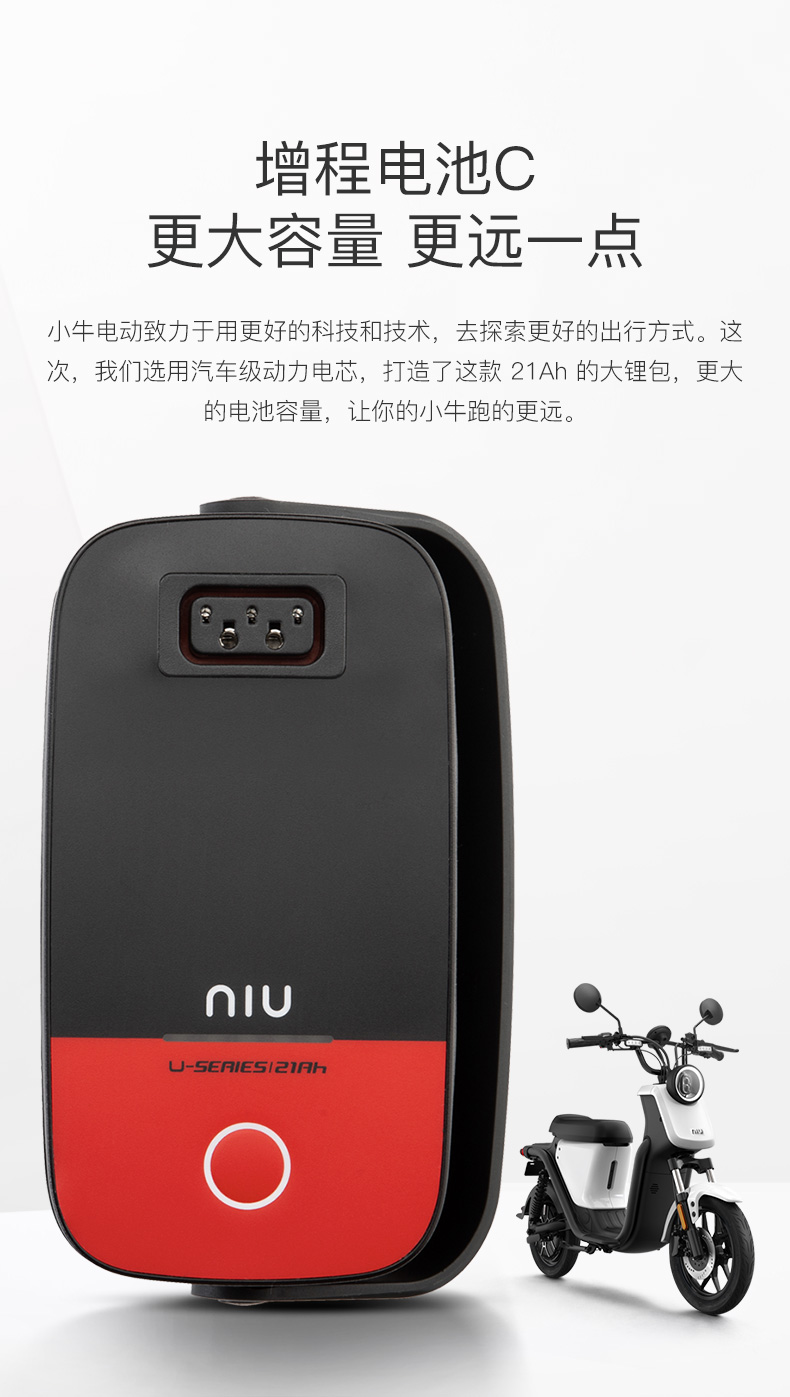 增程电池C
更大容量 更远一点
小牛电动致力于用更好的科技和技术，去探索更好的出行方式。这
次，我们选用汽车级动力电芯，打造了这款 21Ah 的大锂包，更大
的电池容量，让你的小牛跑的更远。
NIU
U-SERIES|21Ah
NIU